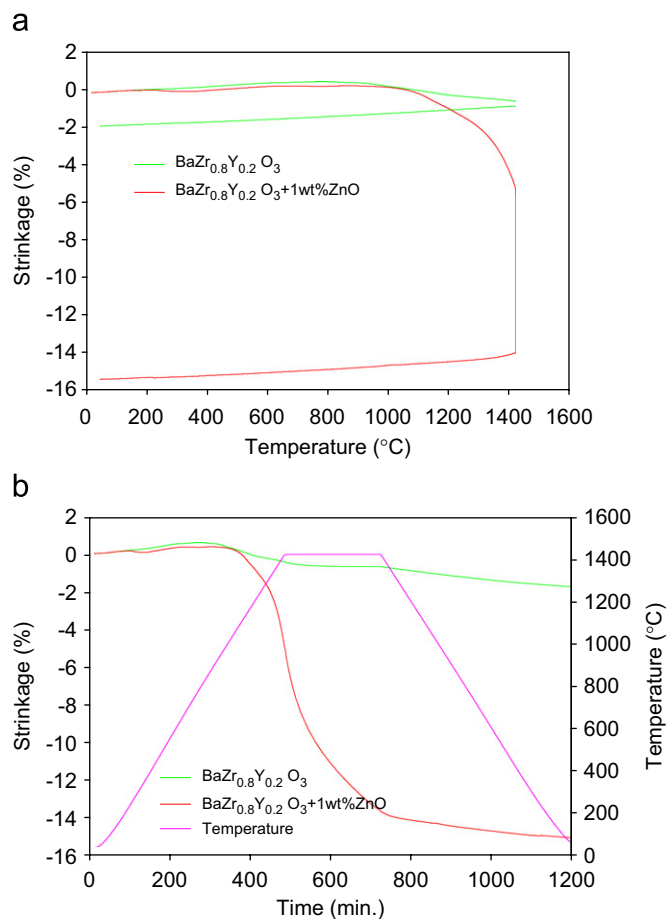 a
2
0
-2
-4
-6
-8
-10
-12
-14
-16
Strinkage (%)
BaZr0.8Y0.2 O3
BaZr0.8Y0.2 O3+1wt%ZnO
0 200 400 600 800 1000 1200 1400 1600
Temperature (°C)
b
2
0
-2
-4
-6
-8
-10
-12
-14
-16
Strinkage (%)
BaZr0.8Y0.2 O3
BaZr0.8Y0.2 O3+1wt%ZnO
Temperature
1600
1400
1200
1000
800
600
400
200
0
Temperature (°C)
0 200 400 600 800 1000 1200
Time (min.)